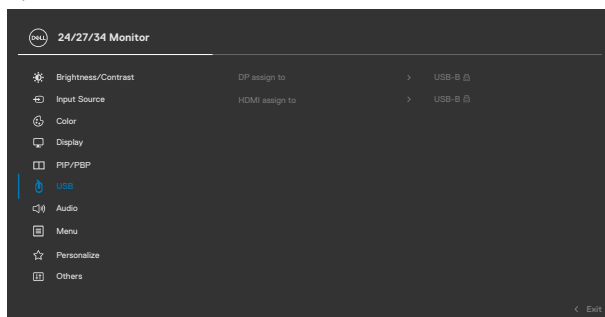 DELL 24/27/34 Monitor
Brightness/Contrast DP assign to > USB-B
Input Source HDMI assign to > USB-B
Color
Display
PIP/PBP
USB
Audio
Menu
Personalize
Others
< Exit